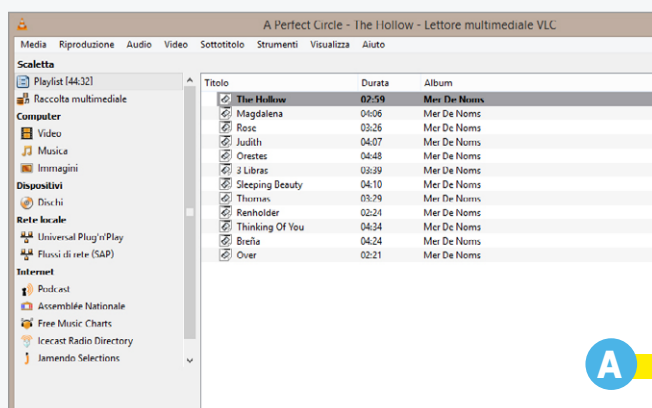 A Perfect Circle - The Hollow - Lettore multimediale VLC
Media Riproduzione Audio Video Sottotitolo Strumenti Visualizza Aiuto
Scaletta
Playlist [44:32]
Raccolta multimediale
Computer
Video
Musica
Immagini
Dispositivi
Dischi
Rete locale
Universal Plug'n'Play
Flussi di rete (SAP)
Internet
Podcast
Assemblée Nationale
Free Music Charts
Icecast Radio Directory
Jamendo Selections
Titolo Durata Album
The Hollow 02:59 Mer De Noms
Magdalena 04:06 Mer De Noms
Rose 03:26 Mer De Noms
Judith 04:07 Mer De Noms
Orestes 04:48 Mer De Noms
3 Libras 03:39 Mer De Noms
Sleeping Beauty 04:10 Mer De Noms
Thomas 03:29 Mer De Noms
Renholder 02:24 Mer De Noms
Thinking Of You 04:34 Mer De Noms
Breña 04:24 Mer De Noms
Over 02:21 Mer De Noms
A